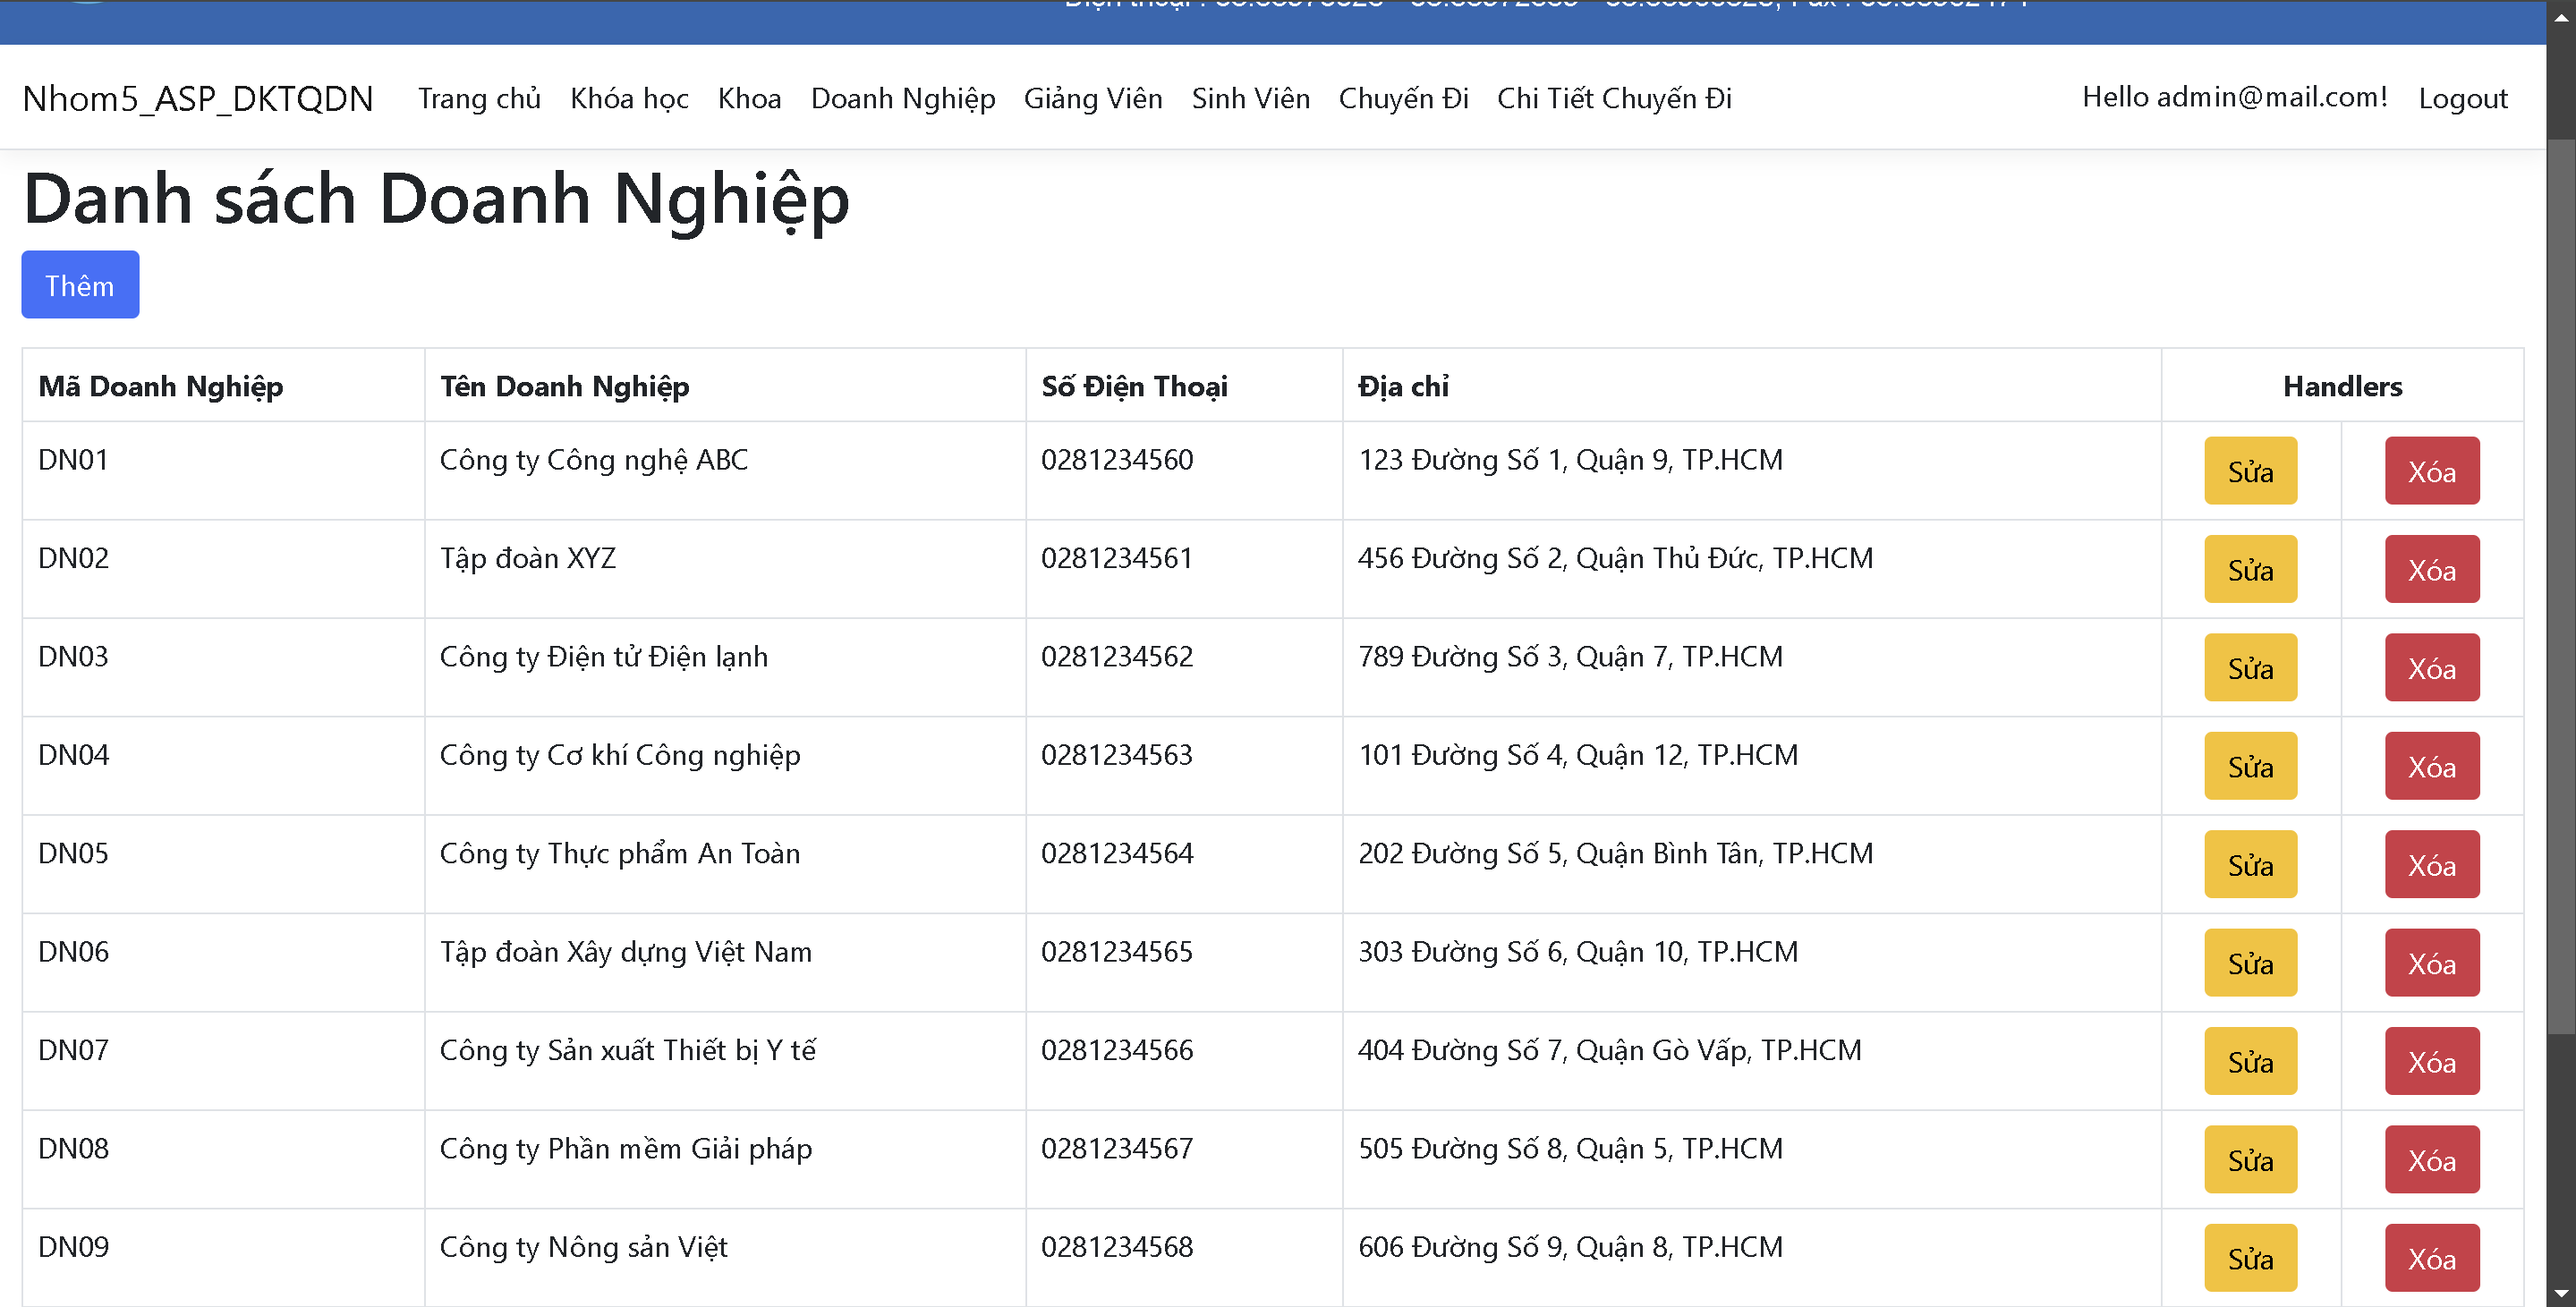 Nhom5_ASP_DKTQDN Trang chủ Khóa học Khoa Doanh Nghiệp Giảng Viên Sinh Viên Chuyến Đi Chi Tiết Chuyến Đi Hello admin@mail.com! Logout
Danh sách Doanh Nghiệp
Thêm
Mã Doanh Nghiệp Tên Doanh Nghiệp Số Điện Thoại Địa chỉ Handlers
DN01 Công ty Công nghệ ABC 0281234560 123 Đường Số 1, Quận 9, TP.HCM Sửa Xóa
DN02 Tập đoàn XYZ 0281234561 456 Đường Số 2, Quận Thủ Đức, TP.HCM Sửa Xóa
DN03 Công ty Điện tử Điện lạnh 0281234562 789 Đường Số 3, Quận 7, TP.HCM Sửa Xóa
DN04 Công ty Cơ khí Công nghiệp 0281234563 101 Đường Số 4, Quận 12, TP.HCM Sửa Xóa
DN05 Công ty Thực phẩm An Toàn 0281234564 202 Đường Số 5, Quận Bình Tân, TP.HCM Sửa Xóa
DN06 Tập đoàn Xây dựng Việt Nam 0281234565 303 Đường Số 6, Quận 10, TP.HCM Sửa Xóa
DN07 Công ty Sản xuất Thiết bị Y tế 0281234566 404 Đường Số 7, Quận Gò Vấp, TP.HCM Sửa Xóa
DN08 Công ty Phần mềm Giải pháp 0281234567 505 Đường Số 8, Quận 5, TP.HCM Sửa Xóa
DN09 Công ty Nông sản Việt 0281234568 606 Đường Số 9, Quận 8, TP.HCM Sửa Xóa